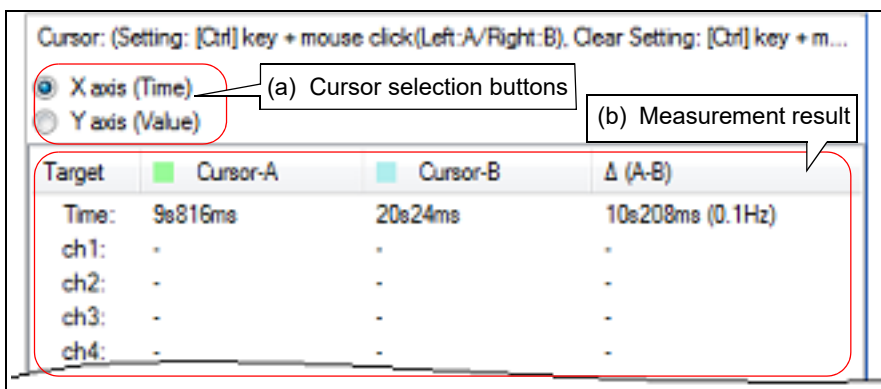 Cursor: (Setting: [Ctrl] key + mouse click(Left:A/Right:B), Clear Setting: [Ctrl] key + m...
X axis (Time)
(a) Cursor selection buttons
Y axis (Value)
(b) Measurement result
Target Cursor-A Cursor-B Δ (A-B)
Time: 9s816ms 20s24ms 10s208ms (0.1Hz)
ch1: - - -
ch2: - - -
ch3: - - -
ch4: - - -